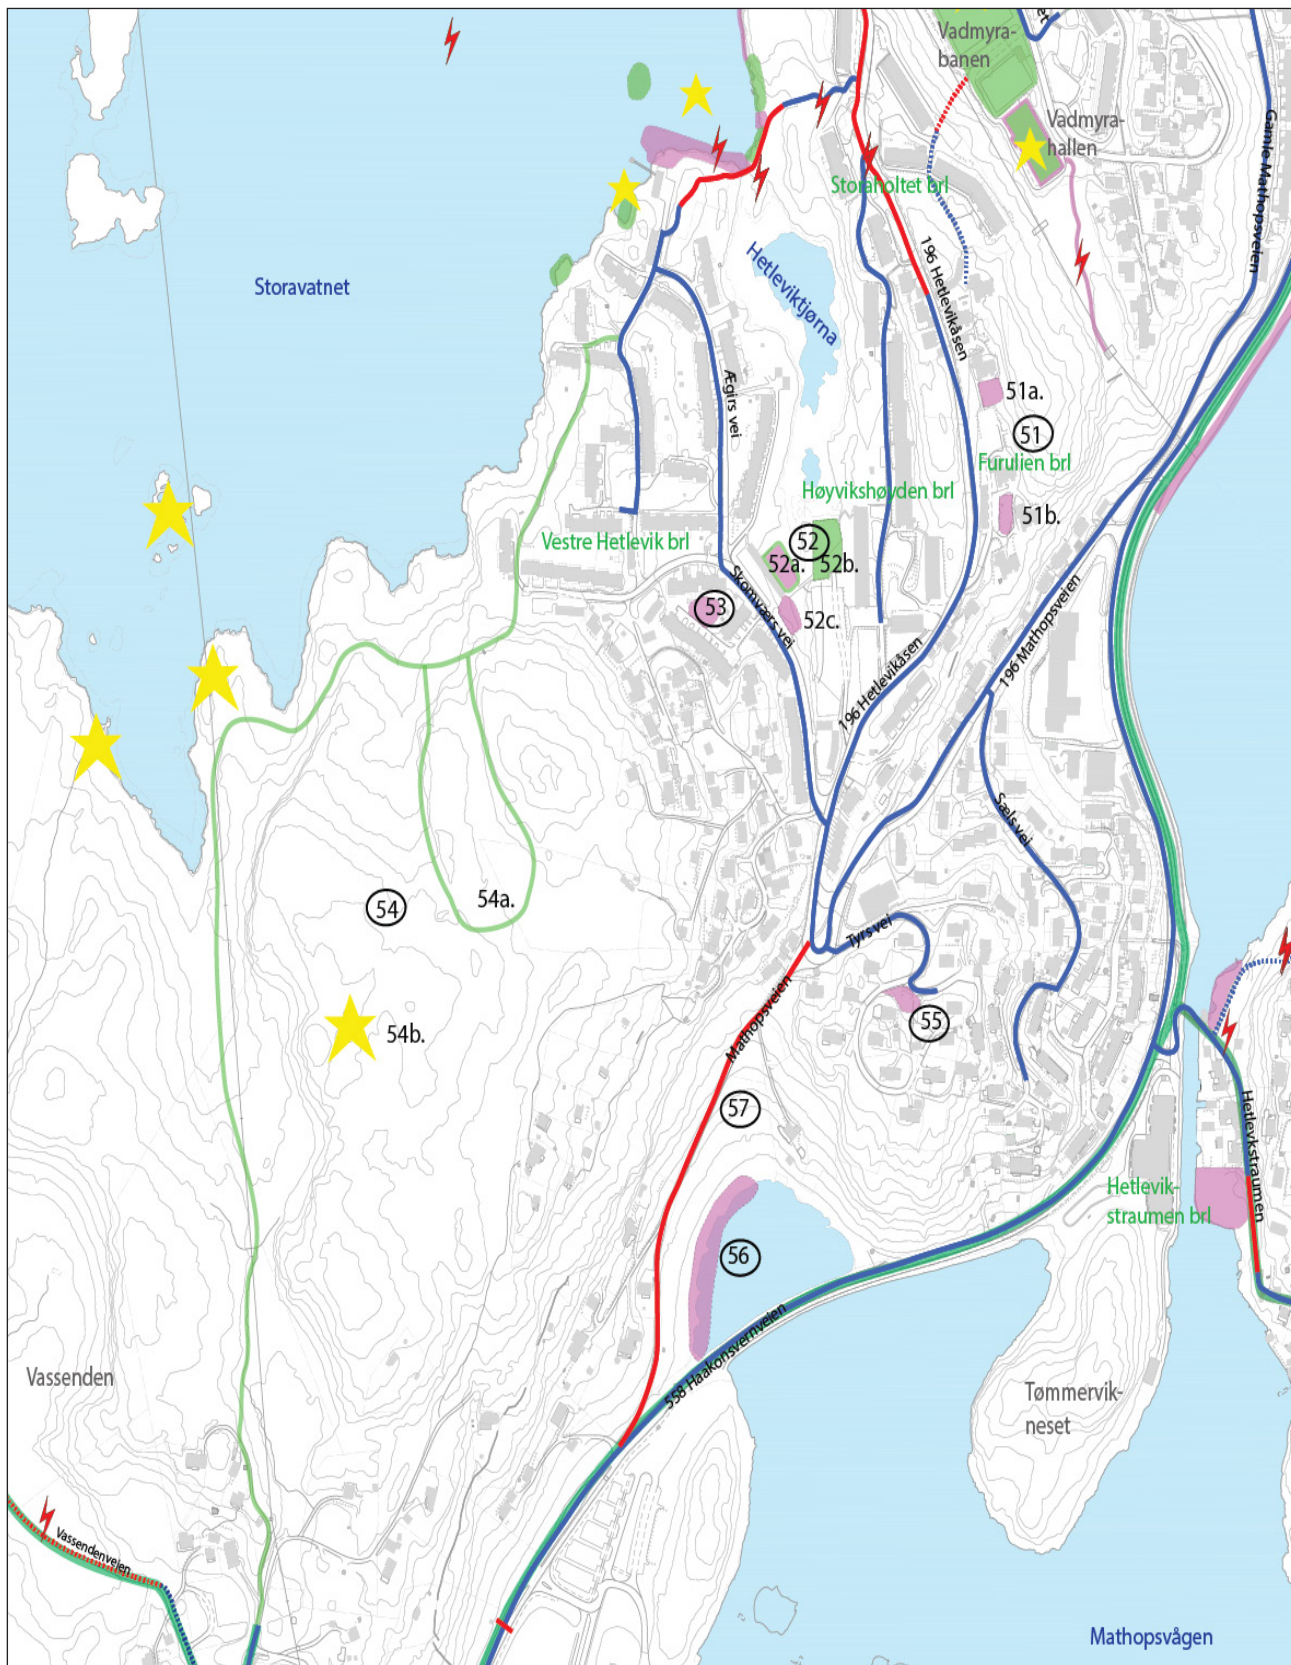 et
Vadmyra-
banen
Vadmyra-
hallen
Gamle Mathopsveien
Storaholtet brl
Storavatnet
Hetleviktjørna
196 Hetlevikåsen
Ægirs vei
51a.
51
Furulien brl
Høyvikshøyden brl
51b.
Vestre Hetlevik brl
52
52a.
52b.
53
Skomværs vei
52c.
196 Mathopsveien
196 Hetlevikåsen
Sæls vei
54a.
54
Tyrs vei
Mathopsveien
55
54b.
57
Hetlevkstraumen
Hetlevik-
straumen brl
56
558 Haakonsvernveien
Vassenden
Tømmervik-
neset
Vassendenveien
Mathopsvågen